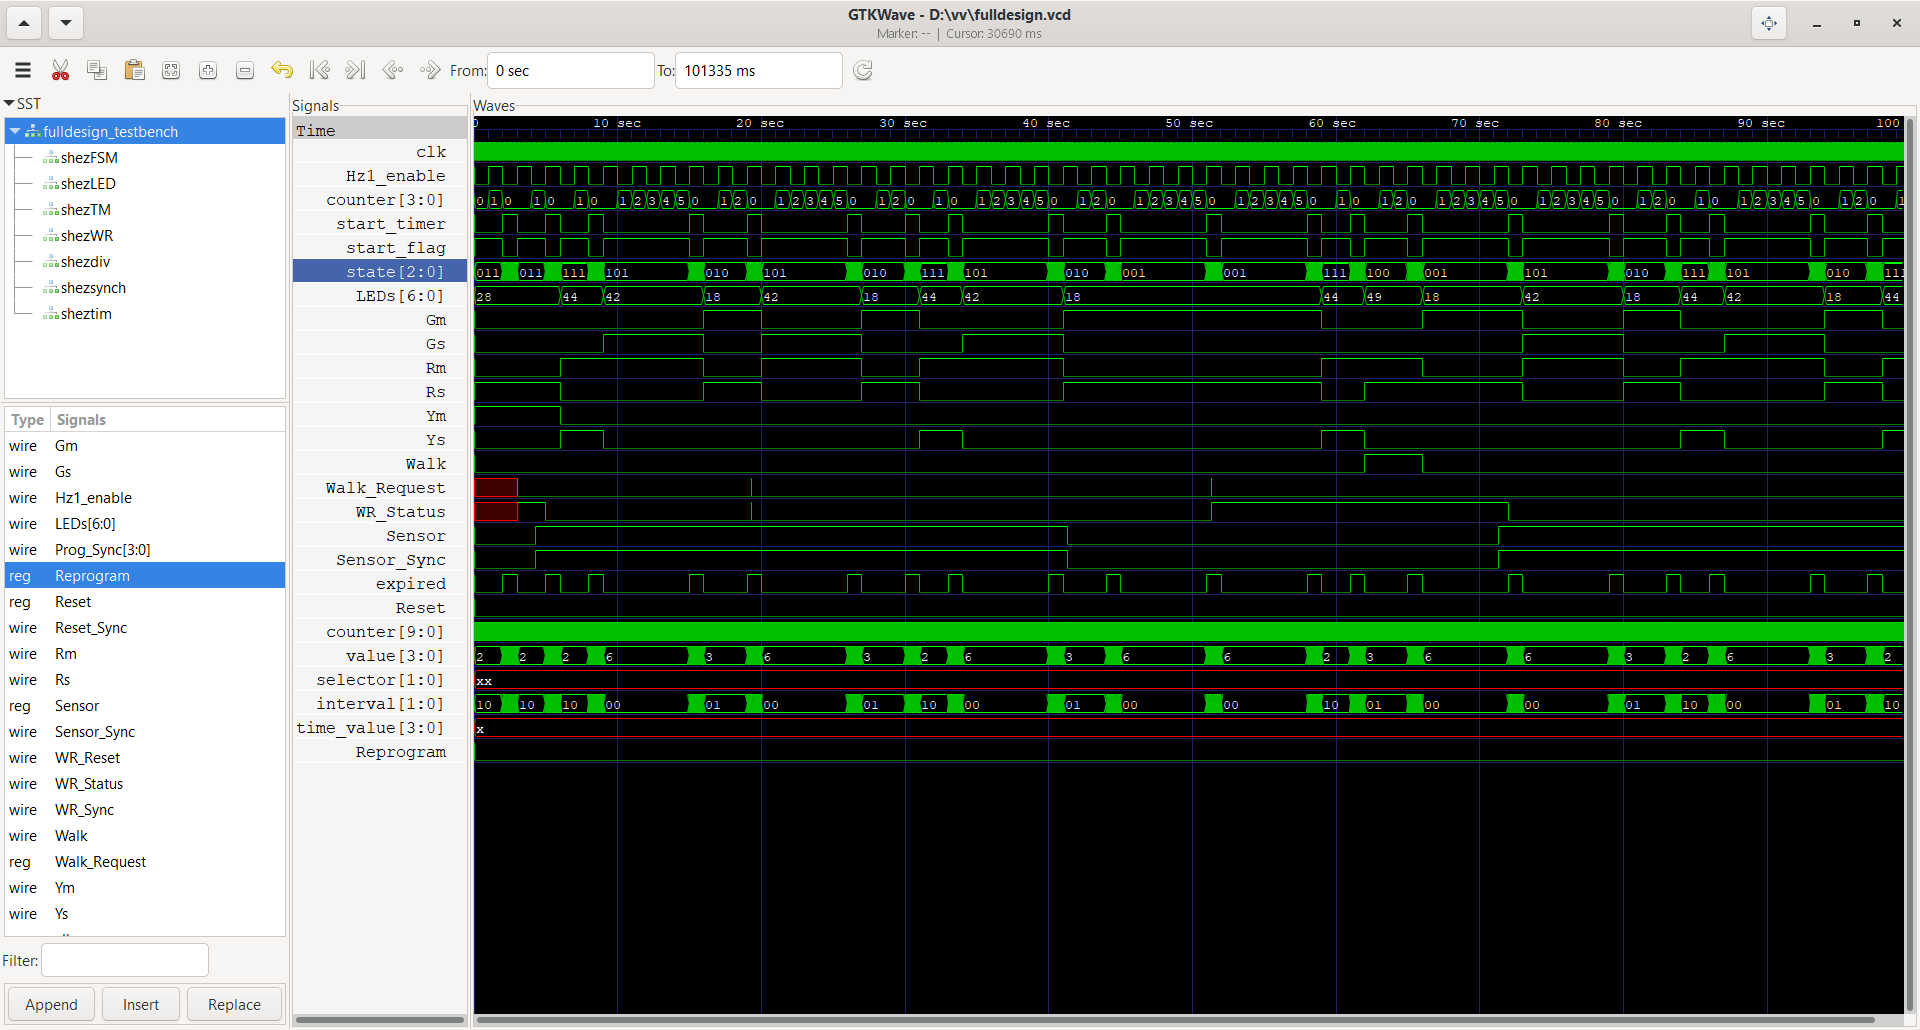 GTKWave - D:\vv\fulldesign.vcd
Marker: -- | Cursor: 30690 ms
From: 0 sec To: 101335 ms
SST
fulldesign_testbench
shezFSM
shezLED
shezTM
shezWR
shezdiv
shezsynch
sheztim
Type Signals
wire Gm
wire Gs
wire Hz1_enable
wire LEDs[6:0]
wire Prog_Sync[3:0]
reg Reprogram
reg Reset
wire Reset_Sync
wire Rm
wire Rs
reg Sensor
wire Sensor_Sync
wire WR_Reset
wire WR_Status
wire WR_Sync
wire Walk
reg Walk_Request
wire Ym
wire Ys
Filter:
Append Insert Replace
Signals
Time
clk
Hz1_enable
counter[3:0]
start_timer
start_flag
state[2:0]
LEDs[6:0]
Gm
Gs
Rm
Rs
Ym
Ys
Walk
Walk_Request
WR_Status
Sensor
Sensor_Sync
expired
Reset
counter[9:0]
value[3:0]
selector[1:0]
interval[1:0]
time_value[3:0]
Reprogram
Waves
0 10 sec 20 sec 30 sec 40 sec 50 sec 60 sec 70 sec 80 sec 90 sec 100
0 1 0 1 0 1 0 1 2 3 4 5 0 1 2 0 1 2 3 4 5 0 1 2 0 1 0 1 2 3 4 5 0 1 2 0 1 2 3 4 5 0 1 2 3 4 5 0 1 0 1 2 0 1 2 3 4 5 0 1 2 3 4 5 0 1 2 0 1 0 1 2 3 4 5 0 1 2 0 1
011 011 111 101 010 101 010 111 101 010 001 001 111 100 001 101 010 111 101 010 111
28 44 42 18 42 18 44 42 18 44 49 18 42 18 44 42 18 44
2 2 2 6 3 6 3 2 6 3 6 6 2 3 6 6 3 2 6 3 2
xx
10 10 10 00 01 00 01 10 00 01 00 00 10 01 00 00 01 10 00 01 10
x